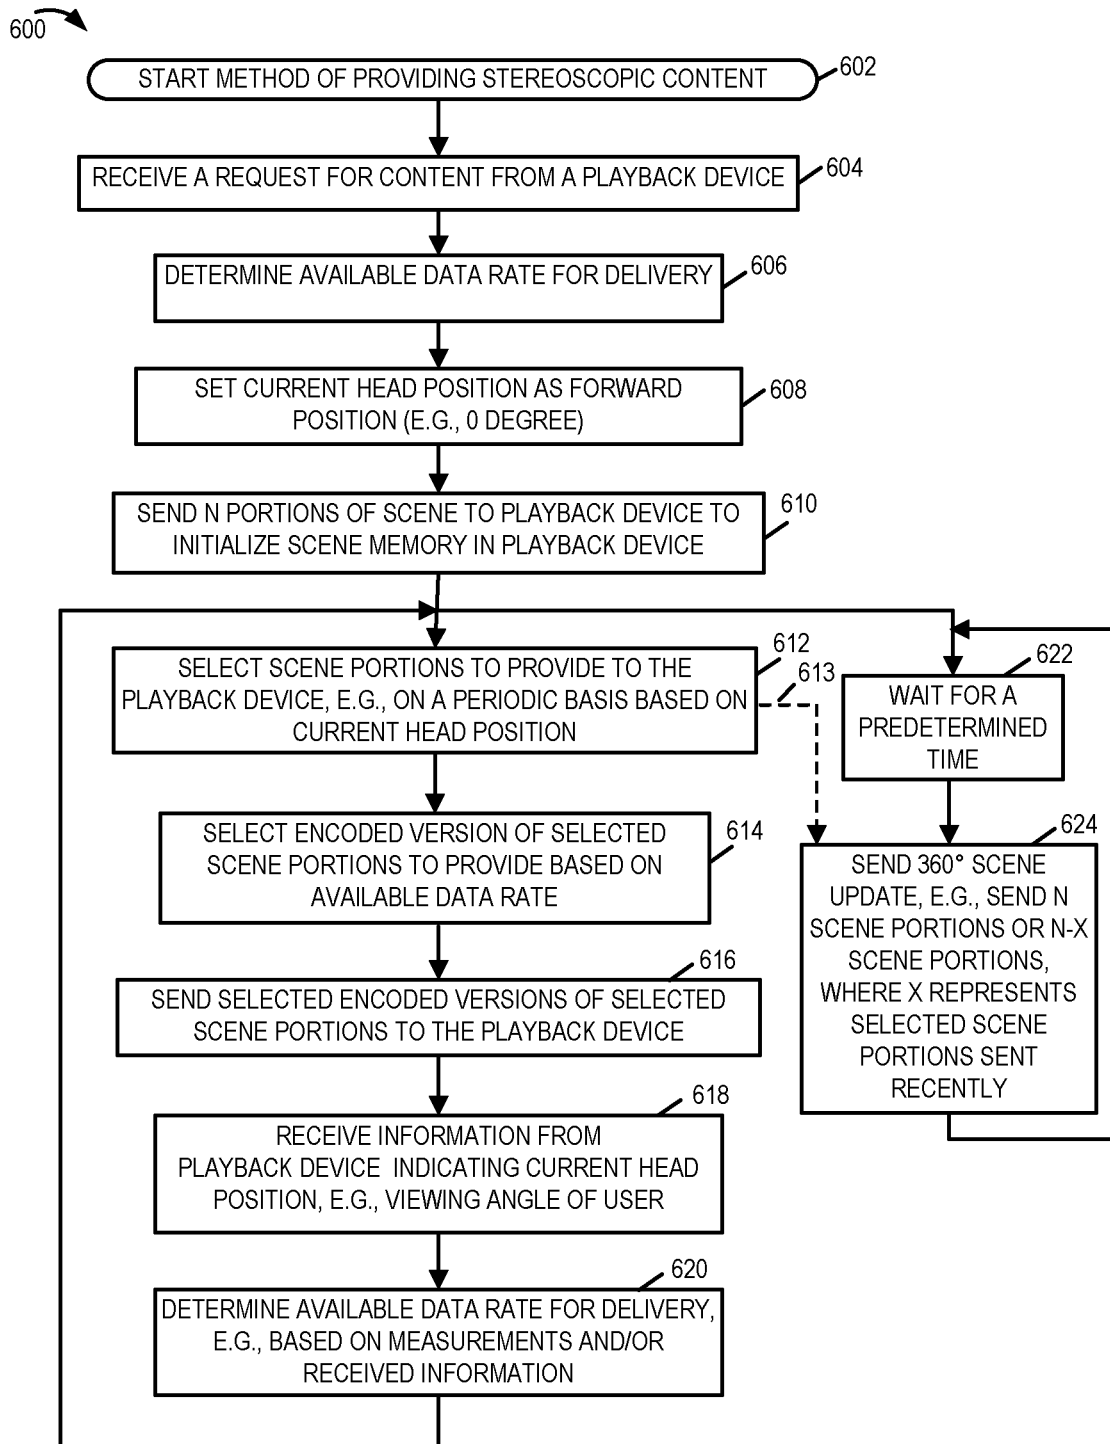 600
START METHOD OF PROVIDING STEREOSCOPIC CONTENT
602
RECEIVE A REQUEST FOR CONTENT FROM A PLAYBACK DEVICE
604
DETERMINE AVAILABLE DATA RATE FOR DELIVERY
606
SET CURRENT HEAD POSITION AS FORWARD
POSITION (E.G., 0 DEGREE)
608
SEND N PORTIONS OF SCENE TO PLAYBACK DEVICE TO
INITIALIZE SCENE MEMORY IN PLAYBACK DEVICE
610
SELECT SCENE PORTIONS TO PROVIDE TO THE
PLAYBACK DEVICE, E.G., ON A PERIODIC BASIS BASED ON
CURRENT HEAD POSITION
612
613
SELECT ENCODED VERSION OF SELECTED
SCENE PORTIONS TO PROVIDE BASED ON
AVAILABLE DATA RATE
614
SEND SELECTED ENCODED VERSIONS OF SELECTED
SCENE PORTIONS TO THE PLAYBACK DEVICE
616
RECEIVE INFORMATION FROM
PLAYBACK DEVICE INDICATING CURRENT HEAD
POSITION, E.G., VIEWING ANGLE OF USER
618
DETERMINE AVAILABLE DATA RATE FOR DELIVERY,
E.G., BASED ON MEASUREMENTS AND/OR
RECEIVED INFORMATION
620
WAIT FOR A
PREDETERMINED
TIME
622
SEND 360° SCENE
UPDATE, E.G., SEND N
SCENE PORTIONS OR N-X
SCENE PORTIONS,
WHERE X REPRESENTS
SELECTED SCENE
PORTIONS SENT
RECENTLY
624